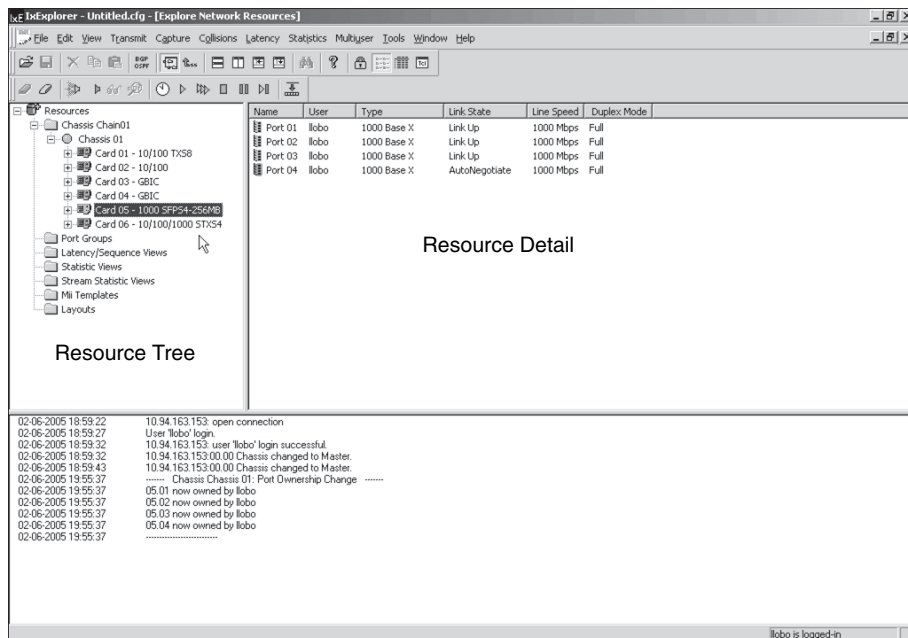 IxE IxExplorer - Untitled.cfg - [Explore Network Resources]
File Edit View Transmit Capture Collisions Latency Statistics Multiuser Tools Window Help
BGP
OSPF
Resources
Chassis Chain01
Chassis 01
Card 01 - 10/100 TX58
Card 02 - 10/100
Card 03 - GBIC
Card 04 - GBIC
Card 05 - 1000 SFPS4-256MB
Card 06 - 10/100/1000 STXS4
Port Groups
Latency/Sequence Views
Statistic Views
Stream Statistic Views
Mii Templates
Layouts
Resource Tree
Name User Type Link State Line Speed Duplex Mode
Port 01 llobo 1000 Base X Link Up 1000 Mbps Full
Port 02 llobo 1000 Base X Link Up 1000 Mbps Full
Port 03 llobo 1000 Base X Link Up 1000 Mbps Full
Port 04 llobo 1000 Base X AutoNegotiate 1000 Mbps Full
Resource Detail
02-06-2005 18:59:22 10.94.163.153: open connection
02-06-2005 18:59:27 User 'llobo' login.
02-06-2005 18:59:32 10.94.163.153: user 'llobo' login successful.
02-06-2005 18:59:32 10.94.163.153:00.00 Chassis changed to Master.
02-06-2005 18:59:43 10.94.163.153:00.00 Chassis changed to Master.
02-06-2005 19:55:37 ------- Chassis Chassis 01: Port Ownership Change -------
02-06-2005 19:55:37 05.01 now owned by llobo
02-06-2005 19:55:37 05.02 now owned by llobo
02-06-2005 19:55:37 05.03 now owned by llobo
02-06-2005 19:55:37 05.04 now owned by llobo
02-06-2005 19:55:37 ---------------------------
llobo is logged-in